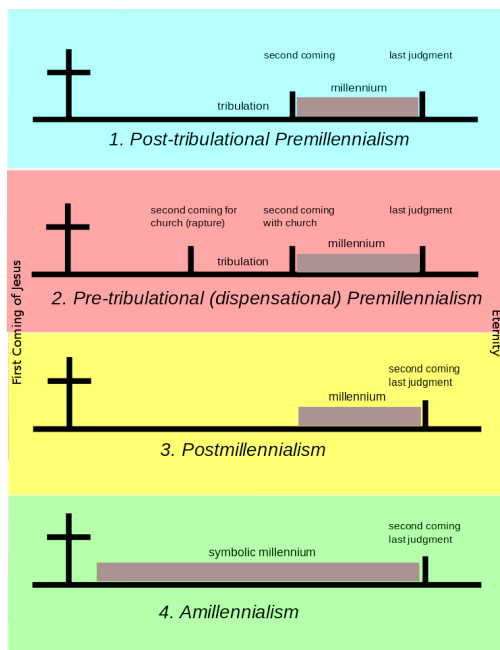 second coming
last judgment
millennium
tribulation
1. Post-tribulational Premillennialism
second coming for
church (rapture)
second coming
with church
last judgment
millennium
tribulation
2. Pre-tribulational (dispensational) Premillennialism
First Coming of Jesus
Eternity
second coming
last judgment
millennium
3. Postmillennialism
second coming
last judgment
symbolic millennium
4. Amillennialism